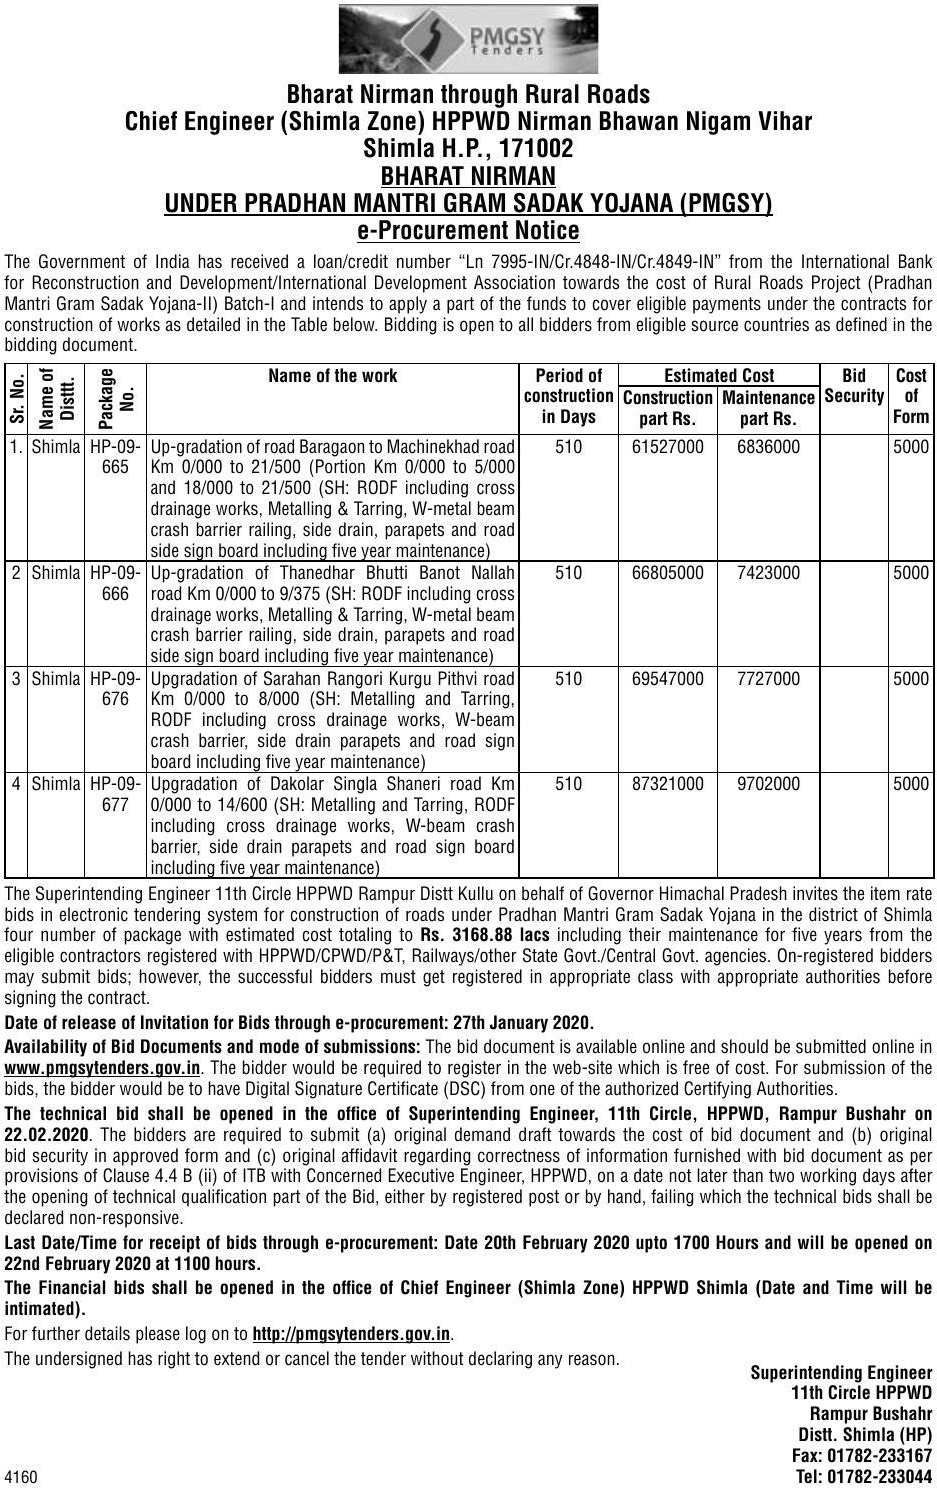 PMGSY
Tenders
Bharat Nirman through Rural Roads
Chief Engineer (Shimla Zone) HPPWD Nirman Bhawan Nigam Vihar
Shimla H.P., 171002
BHARAT NIRMAN
UNDER PRADHAN MANTRI GRAM SADAK YOJANA (PMGSY)
e-Procurement Notice
The Government of India has received a loan/credit number “Ln 7995-IN/Cr.4848-IN/Cr.4849-IN” from the International Bank
for Reconstruction and Development/International Development Association towards the cost of Rural Roads Project (Pradhan
Mantri Gram Sadak Yojana-II) Batch-I and intends to apply a part of the funds to cover eligible payments under the contracts for
construction of works as detailed in the Table below. Bidding is open to all bidders from eligible source countries as defined in the
bidding document.
Sr. No. Name of Disttt. Package No. Name of the work Period of construction in Days Estimated Cost Bid Security Cost of Form
Construction part Rs. Maintenance part Rs.
1. Shimla HP-09- Up-gradation of road Baragaon to Machinekhad road 510 61527000 6836000 5000
665 Km 0/000 to 21/500 (Portion Km 0/000 to 5/000
and 18/000 to 21/500 (SH: RODF including cross
drainage works, Metalling & Tarring, W-metal beam
crash barrier railing, side drain, parapets and road
side sign board including five year maintenance)
2 Shimla HP-09- Up-gradation of Thanedhar Bhutti Banot Nallah 510 66805000 7423000 5000
666 road Km 0/000 to 9/375 (SH: RODF including cross
drainage works, Metalling & Tarring, W-metal beam
crash barrier railing, side drain, parapets and road
side sign board including five year maintenance)
3 Shimla HP-09- Upgradation of Sarahan Rangori Kurgu Pithvi road 510 69547000 7727000 5000
676 Km 0/000 to 8/000 (SH: Metalling and Tarring,
RODF including cross drainage works, W-beam
crash barrier, side drain parapets and road sign
board including five year maintenance)
4 Shimla HP-09- Upgradation of Dakolar Singla Shaneri road Km 510 87321000 9702000 5000
677 0/000 to 14/600 (SH: Metalling and Tarring, RODF
including cross drainage works, W-beam crash
barrier, side drain parapets and road sign board
including five year maintenance)
The Superintending Engineer 11th Circle HPPWD Rampur Distt Kullu on behalf of Governor Himachal Pradesh invites the item rate
bids in electronic tendering system for construction of roads under Pradhan Mantri Gram Sadak Yojana in the district of Shimla
four number of package with estimated cost totaling to Rs. 3168.88 lacs including their maintenance for five years from the
eligible contractors registered with HPPWD/CPWD/P&T, Railways/other State Govt./Central Govt. agencies. On-registered bidders
may submit bids; however, the successful bidders must get registered in appropriate class with appropriate authorities before
signing the contract.
Date of release of Invitation for Bids through e-procurement: 27th January 2020.
Availability of Bid Documents and mode of submissions: The bid document is available online and should be submitted online in
www.pmgsytenders.gov.in. The bidder would be required to register in the web-site which is free of cost. For submission of the
bids, the bidder would be to have Digital Signature Certificate (DSC) from one of the authorized Certifying Authorities.
The technical bid shall be opened in the office of Superintending Engineer, 11th Circle, HPPWD, Rampur Bushahr on
22.02.2020. The bidders are required to submit (a) original demand draft towards the cost of bid document and (b) original
bid security in approved form and (c) original affidavit regarding correctness of information furnished with bid document as per
provisions of Clause 4.4 B (ii) of ITB with Concerned Executive Engineer, HPPWD, on a date not later than two working days after
the opening of technical qualification part of the Bid, either by registered post or by hand, failing which the technical bids shall be
declared non-responsive.
Last Date/Time for receipt of bids through e-procurement: Date 20th February 2020 upto 1700 Hours and will be opened on
22nd February 2020 at 1100 hours.
The Financial bids shall be opened in the office of Chief Engineer (Shimla Zone) HPPWD Shimla (Date and Time will be
intimated).
For further details please log on to http://pmgsytenders.gov.in.
The undersigned has right to extend or cancel the tender without declaring any reason.
Superintending Engineer
11th Circle HPPWD
Rampur Bushahr
Distt. Shimla (HP)
Fax: 01782-233167
4160 Tel: 01782-233044